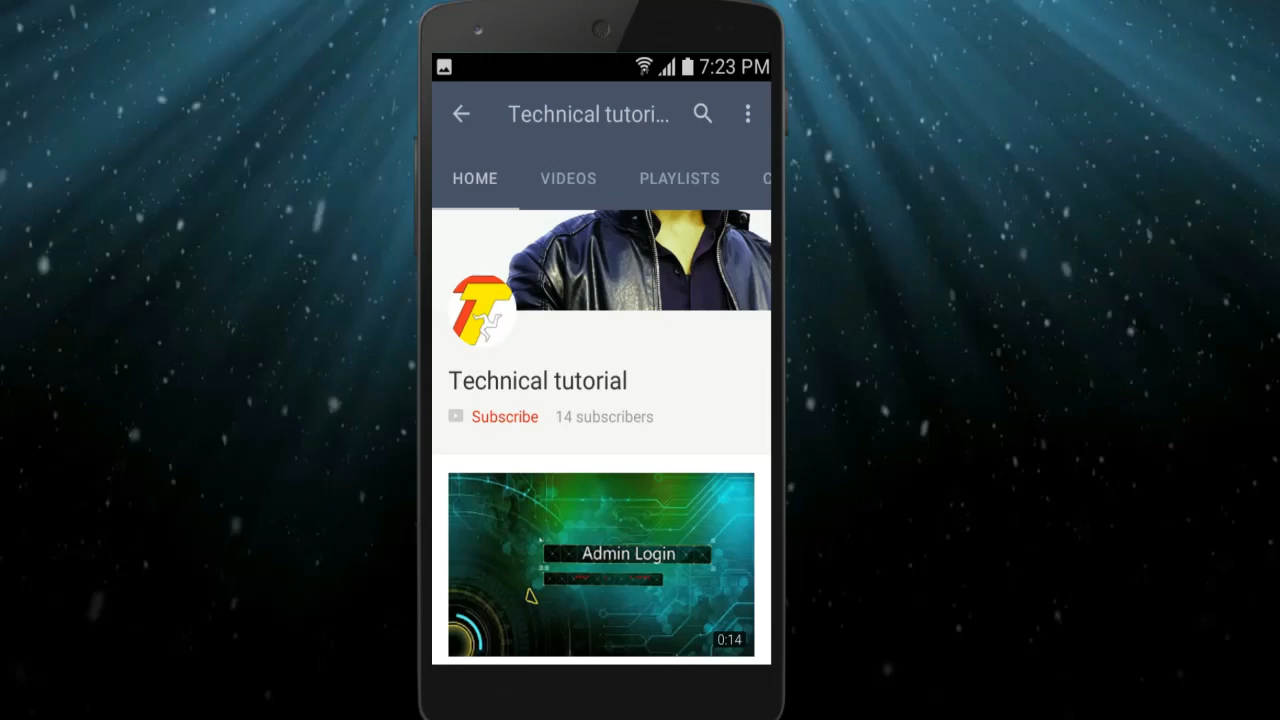 7:23 PM
Technical tutori...
HOME VIDEOS PLAYLISTS C
Technical tutorial
Subscribe 14 subscribers
Admin Login
0:14